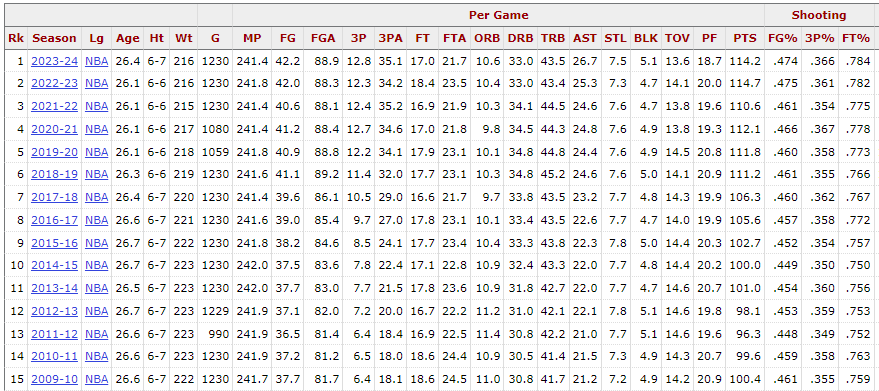 Per Game Shooting
Rk Season Lg Age Ht Wt G MP FG FGA 3P 3PA FT FTA ORB DRB TRB AST STL BLK TOV PF PTS FG% 3P% FT%
1 2023-24 NBA 26.4 6-7 216 1230 241.4 42.2 88.9 12.8 35.1 17.0 21.7 10.6 33.0 43.5 26.7 7.5 5.1 13.6 18.7 114.2 .474 .366 .784
2 2022-23 NBA 26.1 6-6 216 1230 241.8 42.0 88.3 12.3 34.2 18.4 23.5 10.4 33.0 43.4 25.3 7.3 4.7 14.1 20.0 114.7 .475 .361 .782
3 2021-22 NBA 26.1 6-6 215 1230 241.4 40.6 88.1 12.4 35.2 16.9 21.9 10.3 34.1 44.5 24.6 7.6 4.7 13.8 19.6 110.6 .461 .354 .775
4 2020-21 NBA 26.1 6-6 217 1080 241.4 41.2 88.4 12.7 34.6 17.0 21.8 9.8 34.5 44.3 24.8 7.6 4.9 13.8 19.3 112.1 .466 .367 .778
5 2019-20 NBA 26.1 6-6 218 1059 241.8 40.9 88.8 12.2 34.1 17.9 23.1 10.1 34.8 44.8 24.4 7.6 4.9 14.5 20.8 111.8 .460 .358 .773
6 2018-19 NBA 26.3 6-6 219 1230 241.6 41.1 89.2 11.4 32.0 17.7 23.1 10.3 34.8 45.2 24.6 7.6 5.0 14.1 20.9 111.2 .461 .355 .766
7 2017-18 NBA 26.4 6-7 220 1230 241.4 39.6 86.1 10.5 29.0 16.6 21.7 9.7 33.8 43.5 23.2 7.7 4.8 14.3 19.9 106.3 .460 .362 .767
8 2016-17 NBA 26.6 6-7 221 1230 241.6 39.0 85.4 9.7 27.0 17.8 23.1 10.1 33.4 43.5 22.6 7.7 4.7 14.0 19.9 105.6 .457 .358 .772
9 2015-16 NBA 26.7 6-7 222 1230 241.8 38.2 84.6 8.5 24.1 17.7 23.4 10.4 33.3 43.8 22.3 7.8 5.0 14.4 20.3 102.7 .452 .354 .757
10 2014-15 NBA 26.7 6-7 223 1230 242.0 37.5 83.6 7.8 22.4 17.1 22.8 10.9 32.4 43.3 22.0 7.7 4.8 14.4 20.2 100.0 .449 .350 .750
11 2013-14 NBA 26.5 6-7 223 1230 242.0 37.7 83.0 7.7 21.5 17.8 23.6 10.9 31.8 42.7 22.0 7.7 4.7 14.6 20.7 101.0 .454 .360 .756
12 2012-13 NBA 26.7 6-7 223 1229 241.9 37.1 82.0 7.2 20.0 16.7 22.2 11.2 31.0 42.1 22.1 7.8 5.1 14.6 19.8 98.1 .453 .359 .753
13 2011-12 NBA 26.6 6-7 223 990 241.9 36.5 81.4 6.4 18.4 16.9 22.5 11.4 30.8 42.2 21.0 7.7 5.1 14.6 19.6 96.3 .448 .349 .752
14 2010-11 NBA 26.6 6-7 223 1230 241.9 37.2 81.2 6.5 18.0 18.6 24.4 10.9 30.5 41.4 21.5 7.3 4.9 14.3 20.7 99.6 .459 .358 .763
15 2009-10 NBA 26.6 6-7 222 1230 241.7 37.7 81.7 6.4 18.1 18.6 24.5 11.0 30.8 41.7 21.2 7.2 4.9 14.2 20.9 100.4 .461 .355 .759